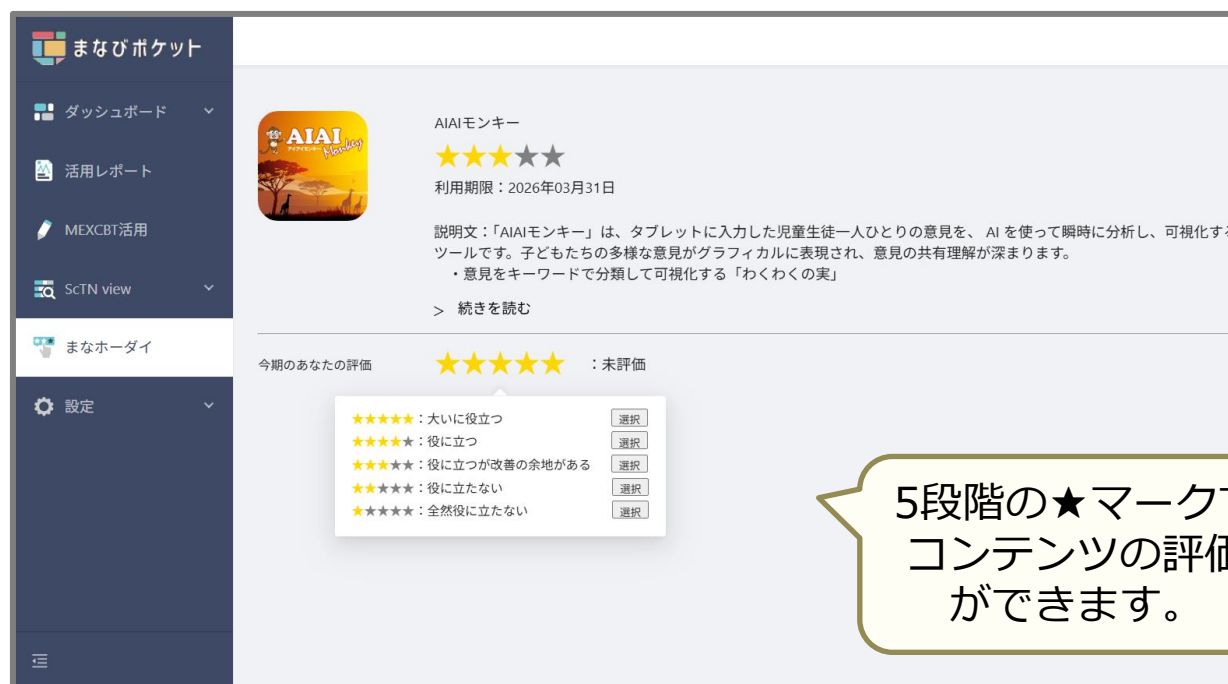 まなびポケット
ダッシュボード
活用レポート
MEXCBT活用
ScTN view
まなホーダイ
設定
AIAI
アイアイモンキー
Monkey
AIAIモンキー
★★★★★
利用期限：2026年03月31日
説明文：「AIAIモンキー」は、タブレットに入力した児童生徒一人ひとりの意見を、 AI を使って瞬時に分析し、可視化する
ツールです。子どもたちの多様な意見がグラフィカルに表現され、意見の共有理解が深まります。
・意見をキーワードで分類して可視化する「わくわくの実」
> 続きを読む
今期のあなたの評価 ★★★★★ ：未評価
★★★★★：大いに役立つ 選択
★★★★★：役に立つ 選択
★★★★★：役に立つが改善の余地がある 選択
★★★★★：役に立たない 選択
★★★★★：全然役に立たない 選択
5段階の★マークで
コンテンツの評価
ができます。